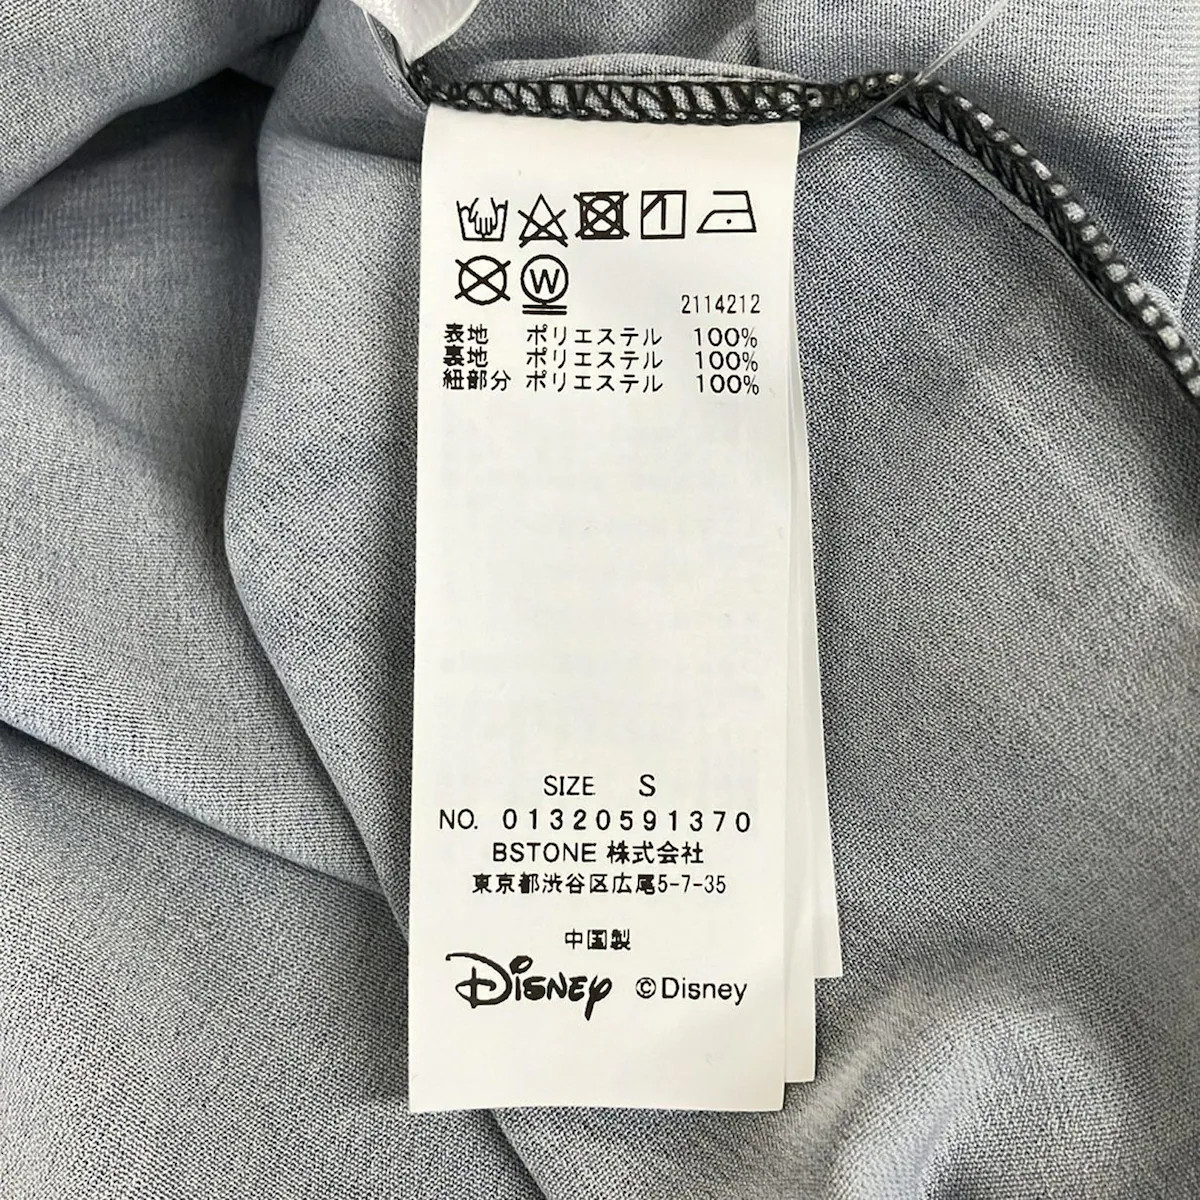 W
2114212
表地 ポリエステル 100%
裏地 ポリエステル 100%
紐部分 ポリエステル 100%
SIZE S
NO. 01320591370
BSTONE 株式会社
東京都渋谷区広尾5-7-35
中国製
Disney ©Disney